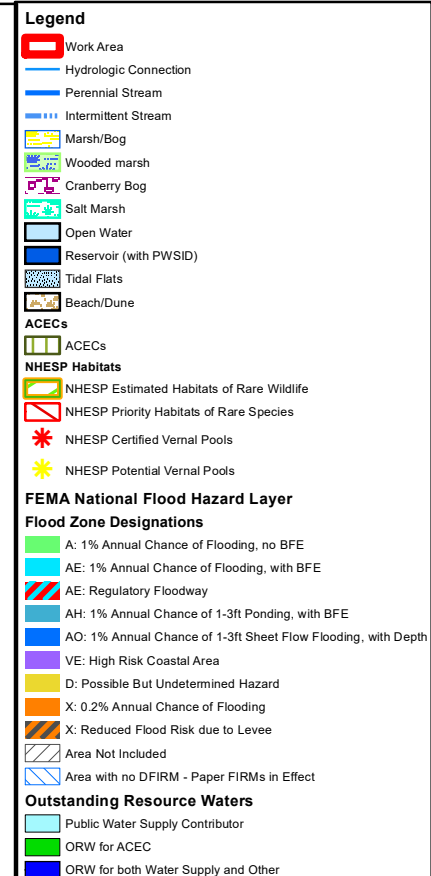 Legend
Work Area
Hydrologic Connection
Perennial Stream
Intermittent Stream
Marsh/Bog
Wooded marsh
Cranberry Bog
Salt Marsh
Open Water
Reservoir (with PWSID)
Tidal Flats
Beach/Dune
ACECs
ACECs
NHESP Habitats
NHESP Estimated Habitats of Rare Wildlife
NHESP Priority Habitats of Rare Species
NHESP Certified Vernal Pools
NHESP Potential Vernal Pools
FEMA National Flood Hazard Layer
Flood Zone Designations
A: 1% Annual Chance of Flooding, no BFE
AE: 1% Annual Chance of Flooding, with BFE
AE: Regulatory Floodway
AH: 1% Annual Chance of 1-3ft Ponding, with BFE
AO: 1% Annual Chance of 1-3ft Sheet Flow Flooding, with Depth
VE: High Risk Coastal Area
D: Possible But Undetermined Hazard
X: 0.2% Annual Chance of Flooding
X: Reduced Flood Risk due to Levee
Area Not Included
Area with no DFIRM - Paper FIRMs in Effect
Outstanding Resource Waters
Public Water Supply Contributor
ORW for ACEC
ORW for both Water Supply and Other